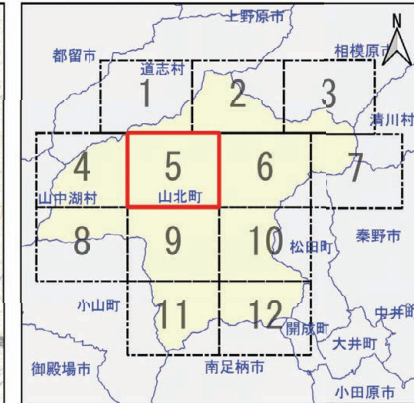 上野原市
N
都留市
相模原市
道志村
1
2
3
清川村
4
5
6
7
山中湖村
山北町
秦野市
8
9
10
松田町
小山町
11
12
中井町
開成町
大井町
御殿場市
南足柄市
小田原市